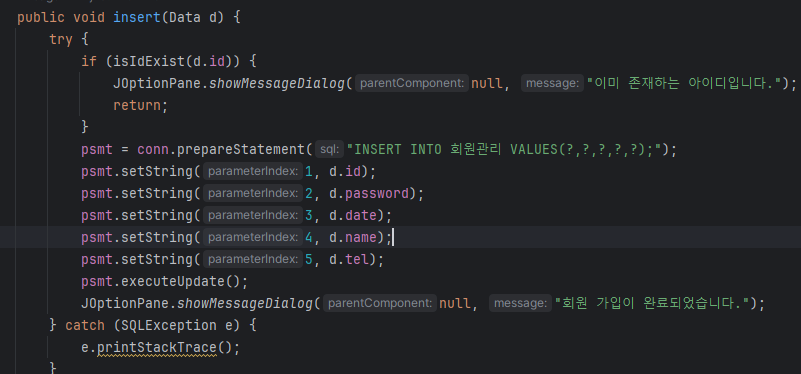 public void insert(Data d) {
try {
if (isIdExist(d.id)) {
JOptionPane.showMessageDialog( parentComponent: null, message: "이미 존재하는 아이디입니다.");
return;
}
psmt = conn.prepareStatement( sql: "INSERT INTO 회원관리 VALUES(?,?,?,?,?);");
psmt.setString( parameterIndex: 1, d.id);
psmt.setString( parameterIndex: 2, d.password);
psmt.setString( parameterIndex: 3, d.date);
psmt.setString( parameterIndex: 4, d.name);
psmt.setString( parameterIndex: 5, d.tel);
psmt.executeUpdate();
JOptionPane.showMessageDialog( parentComponent: null, message: "회원 가입이 완료되었습니다.");
} catch (SQLException e) {
e.printStackTrace();
}